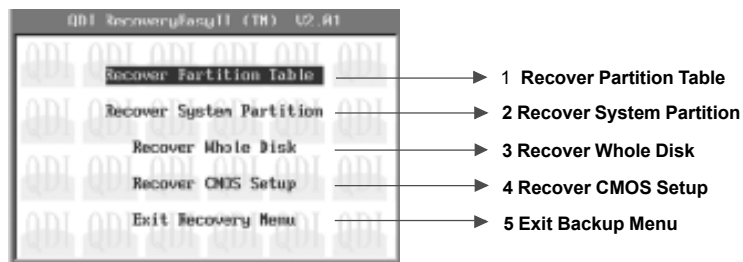 QDI RecoveryEasyII (TM) V2.01
Recover Partition Table
1 Recover Partition Table
Recover System Partition
2 Recover System Partition
Recover Whole Disk
3 Recover Whole Disk
Recover CMOS Setup
4 Recover CMOS Setup
Exit Recovery Menu
5 Exit Backup Menu